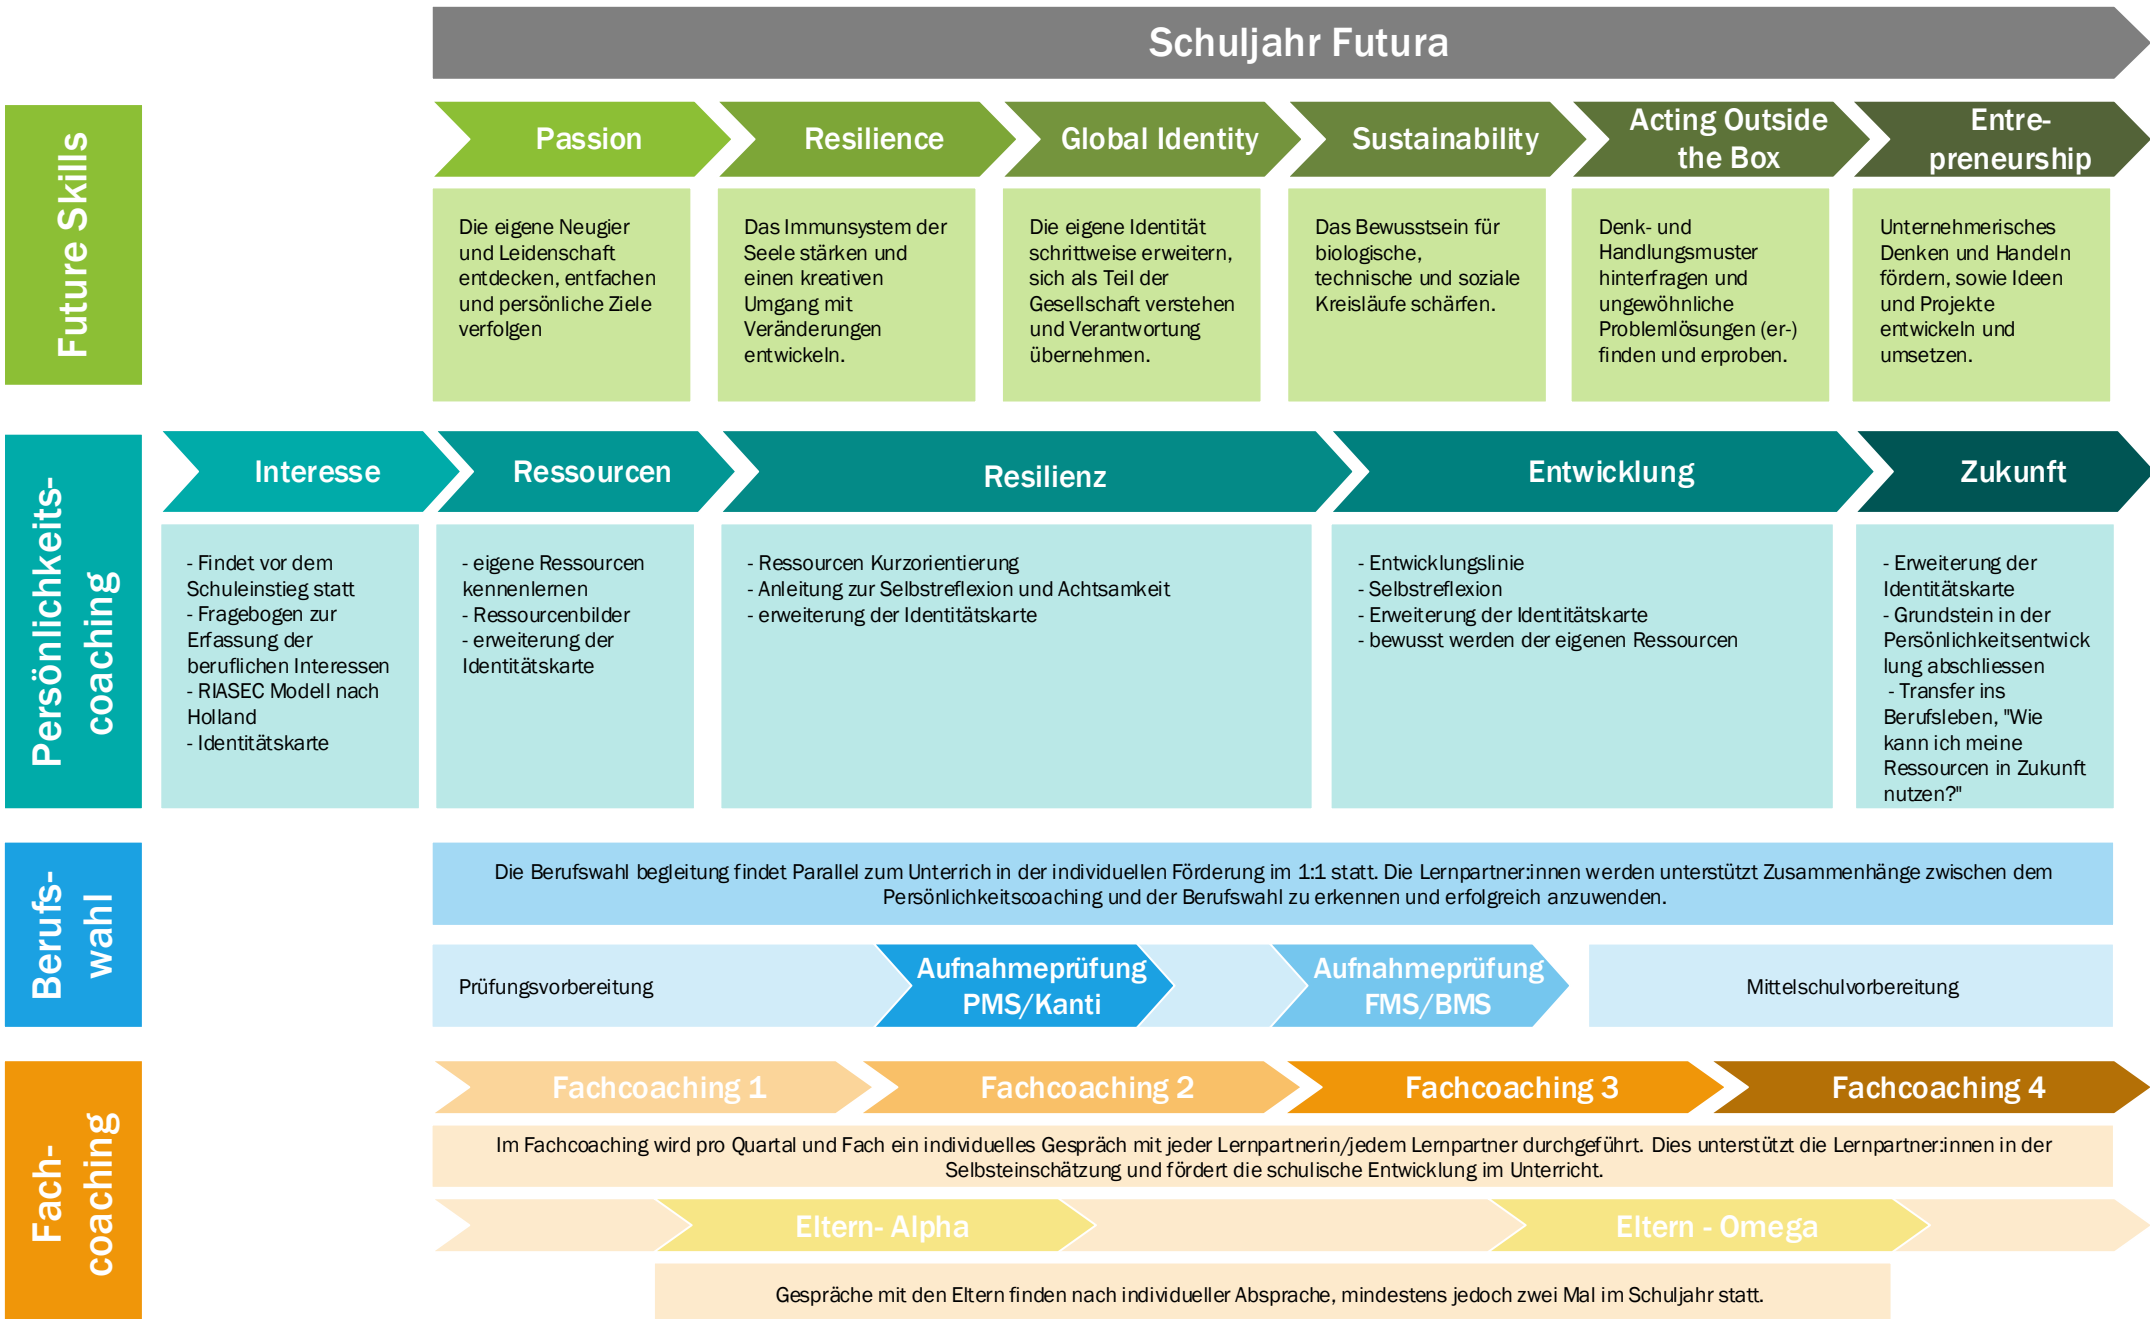 Schuljahr Futura
Future Skills
Passion
Die eigene Neugier
und Leidenschaft
entdecken, entfachen
und persönliche Ziele
verfolgen
Resilience
Das Immunsystem der
Seele stärken und
einen kreativen
Umgang mit
Veränderungen
entwickeln.
Global Identity
Die eigene Identität
schrittweise erweitern,
sich als Teil der
Gesellschaft verstehen
und Verantwortung
übernehmen.
Sustainability
Das Bewusstsein für
biologische,
technische und soziale
Kreisläufe schärfen.
Acting Outside
the Box
Denk- und
Handlungsmuster
hinterfragen und
ungewöhnliche
Problemlösungen (er-)
finden und erproben.
Entre-
preneurship
Unternehmerisches
Denken und Handeln
fördern, sowie Ideen
und Projekte
entwickeln und
umsetzen.
Persönlichkeits-
coaching
Interesse
- Findet vor dem
Schuleinstieg statt
- Fragebogen zur
Erfassung der
beruflichen Interessen
- RIASEC Modell nach
Holland
- Identitätskarte
Ressourcen
- eigene Ressourcen
kennenlernen
- Ressourcenbilder
- erweiterung der
Identitätskarte
Resilienz
- Ressourcen Kurzorientierung
- Anleitung zur Selbstreflexion und Achtsamkeit
- erweiterung der Identitätskarte
Entwicklung
- Entwicklungslinie
- Selbstreflexion
- Erweiterung der Identitätskarte
- bewusst werden der eigenen Ressourcen
Zukunft
- Erweiterung der
Identitätskarte
- Grundstein in der
Persönlichkeitsentwick
lung abschliessen
- Transfer ins
Berufsleben, "Wie
kann ich meine
Ressourcen in Zukunft
nutzen?"
Berufs-
wahl
Die Berufswahl begleitung findet Parallel zum Unterrich in der individuellen Förderung im 1:1 statt. Die Lernpartner:innen werden unterstützt Zusammenhänge zwischen dem
Persönlichkeitscoaching und der Berufswahl zu erkennen und erfolgreich anzuwenden.
Prüfungsvorbereitung
Aufnahmeprüfung
PMS/Kanti
Aufnahmeprüfung
FMS/BMS
Mittelschulvorbereitung
Fach-
coaching
Fachcoaching 1
Fachcoaching 2
Fachcoaching 3
Fachcoaching 4
Im Fachcoaching wird pro Quartal und Fach ein individuelles Gespräch mit jeder Lernpartnerin/jedem Lernpartner durchgeführt. Dies unterstützt die Lernpartner:innen in der
Selbsteinschätzung und fördert die schulische Entwicklung im Unterricht.
Eltern- Alpha
Eltern - Omega
Gespräche mit den Eltern finden nach individueller Absprache, mindestens jedoch zwei Mal im Schuljahr statt.